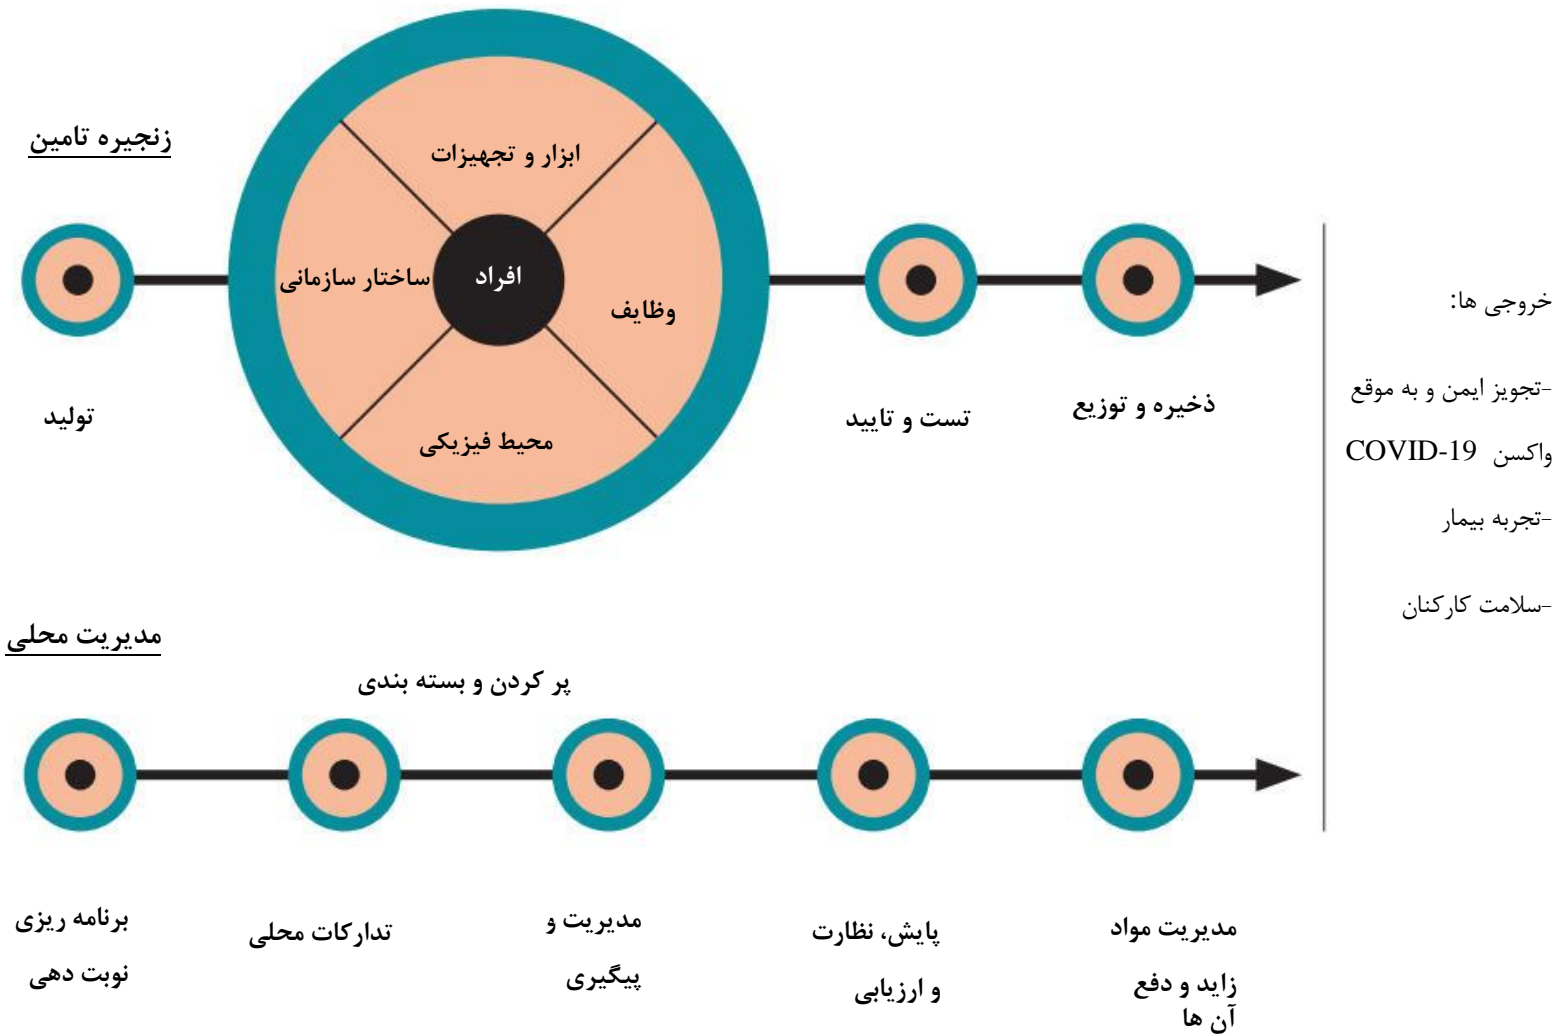 زنجیره تامین
ابزار و تجهیزات
ساختار سازمانی
افراد
وظایف
محیط فیزیکی
تولید
تست و تایید
ذخیره و توزیع
خروجی ها:
-تجویز ایمن و به موقع
واکسن COVID-19
-تجربه بیمار
-سلامت کارکنان
مدیریت محلی
پر کردن و بسته بندی
برنامه ریزی
نوبت دهی
تدارکات محلی
مدیریت و
پیگیری
پایش، نظارت
و ارزیابی
مدیریت مواد
زاید و دفع
آن ها